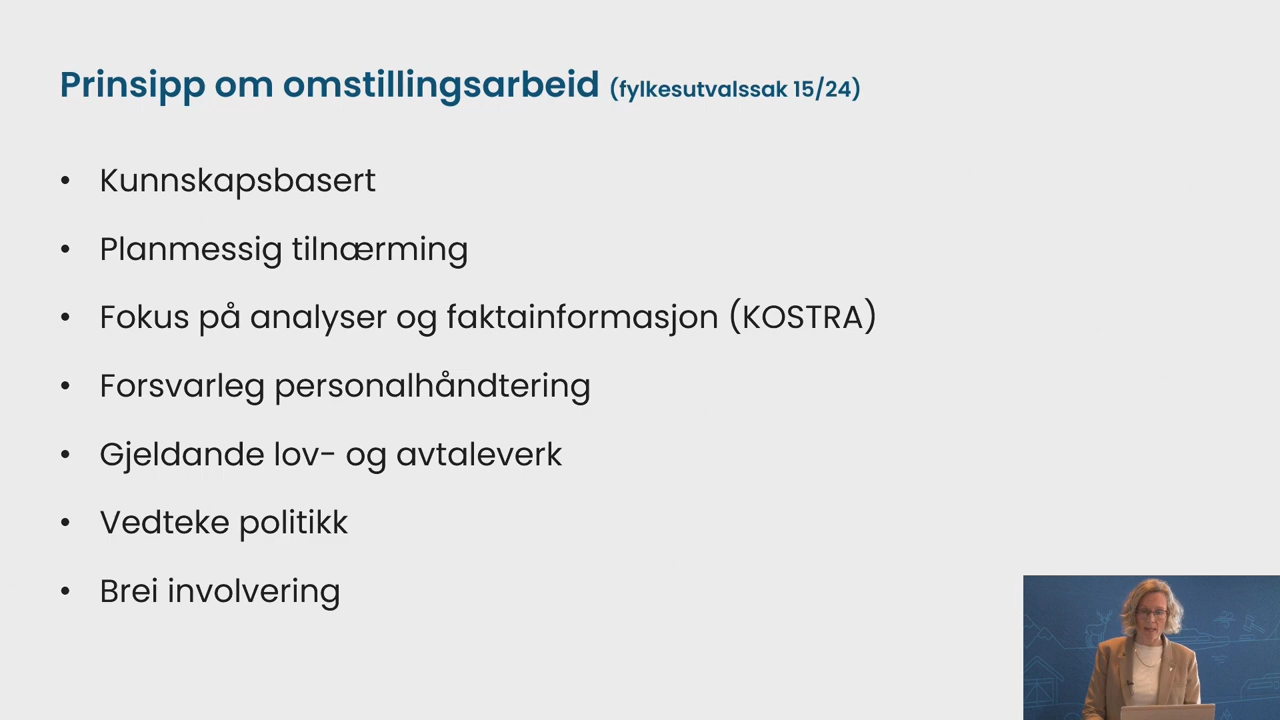 Prinsipp om omstillingsarbeid (fylkesutvalssak 15/24)
• Kunnskapsbasert
• Planmessig tilnærming
• Fokus på analyser og faktainformasjon (KOSTRA)
• Forsvarleg personalhåndtering
• Gjeldande lov- og avtaleverk
• Vedteke politikk
• Brei involvering